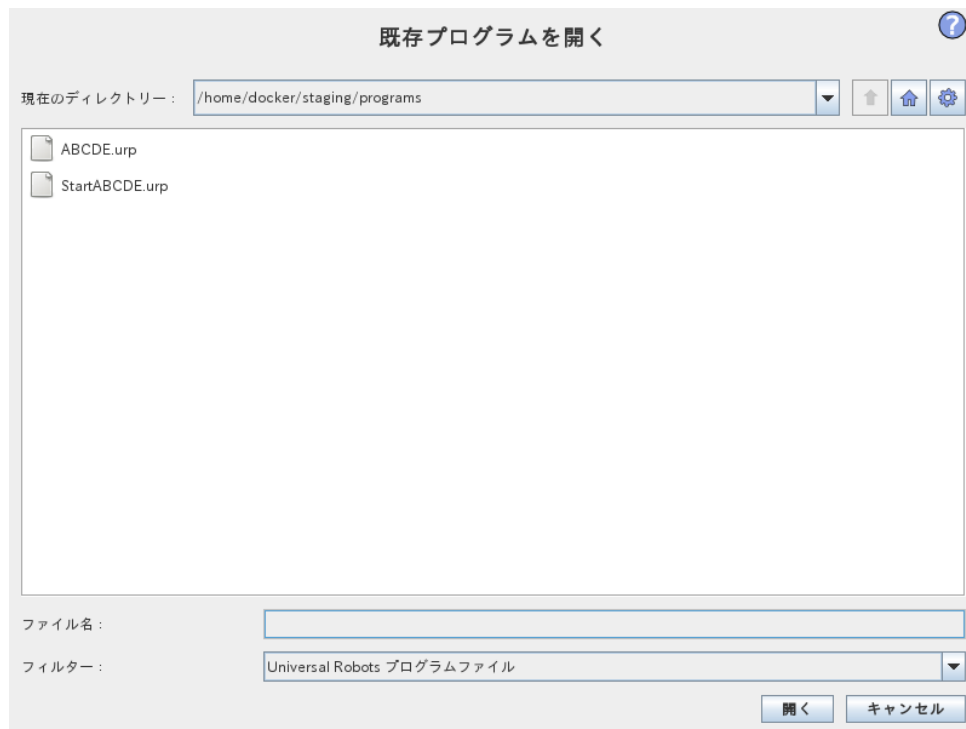 既存プログラムを開く
?
現在のディレクトリー :
/home/docker/staging/programs
ABCDE.urp
StartABCDE.urp
ファイル名 :
フィルター :
Universal Robots プログラムファイル
開く
キャンセル